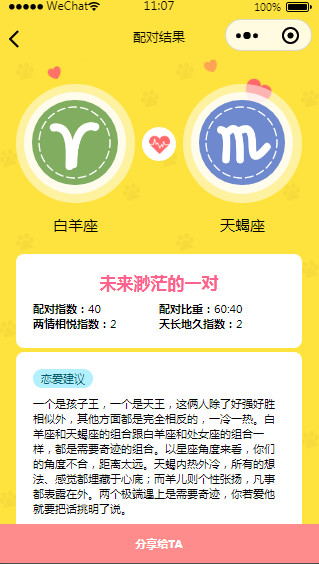 WeChat 11:07 100%
配对结果
白羊座 天蝎座
未来渺茫的一对
配对指数：40 配对比重：60:40
两情相悦指数：2 天长地久指数：2
恋爱建议
一个是孩子王，一个是天王，这俩人除了好强好胜
相似外，其他方面都是完全相反的，一冷一热。白
羊座和天蝎座的组合跟白羊座和处女座的组合一
样，都是需要奇迹的组合。以星座角度来看，你们
的角度不合，距离太远。天蝎内热外冷，所有的想
法、感觉都埋藏于心底；而羊儿则个性张扬，凡事
都表露在外。两个极端遇上是需要奇迹，你若爱他
就要把话挑明了说。
分享给TA